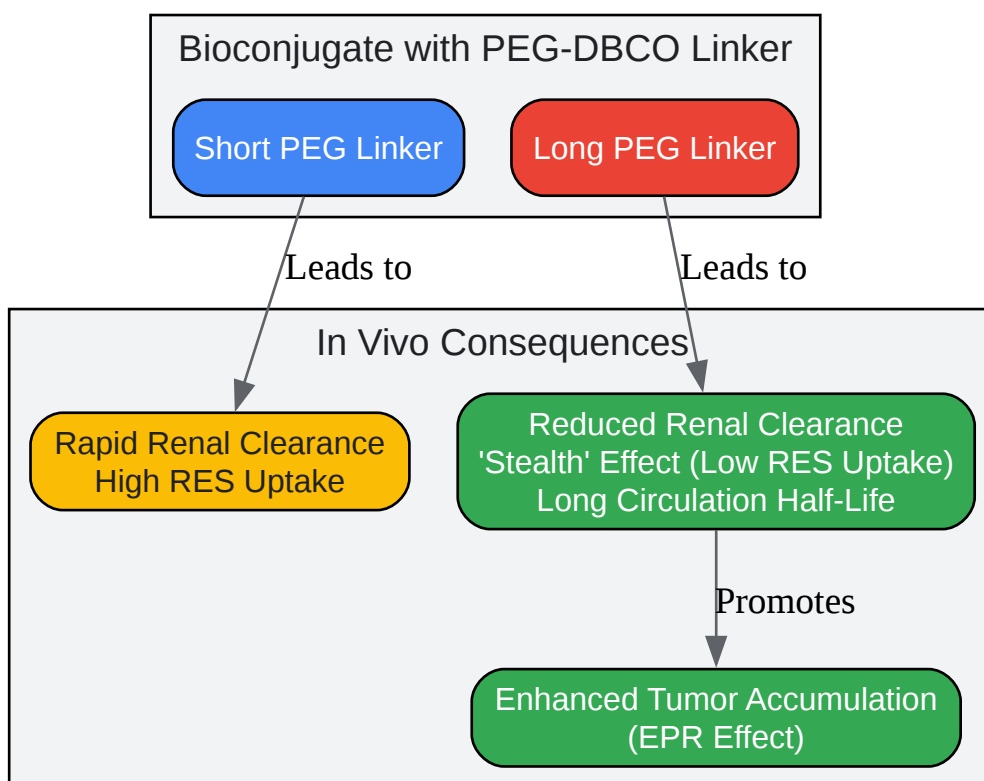 Bioconjugate with PEG-DBCO Linker
Short PEG Linker
Long PEG Linker
Leads to
Leads to
In Vivo Consequences
Rapid Renal Clearance
High RES Uptake
Reduced Renal Clearance
'Stealth' Effect (Low RES Uptake)
Long Circulation Half-Life
Promotes
Enhanced Tumor Accumulation
(EPR Effect)